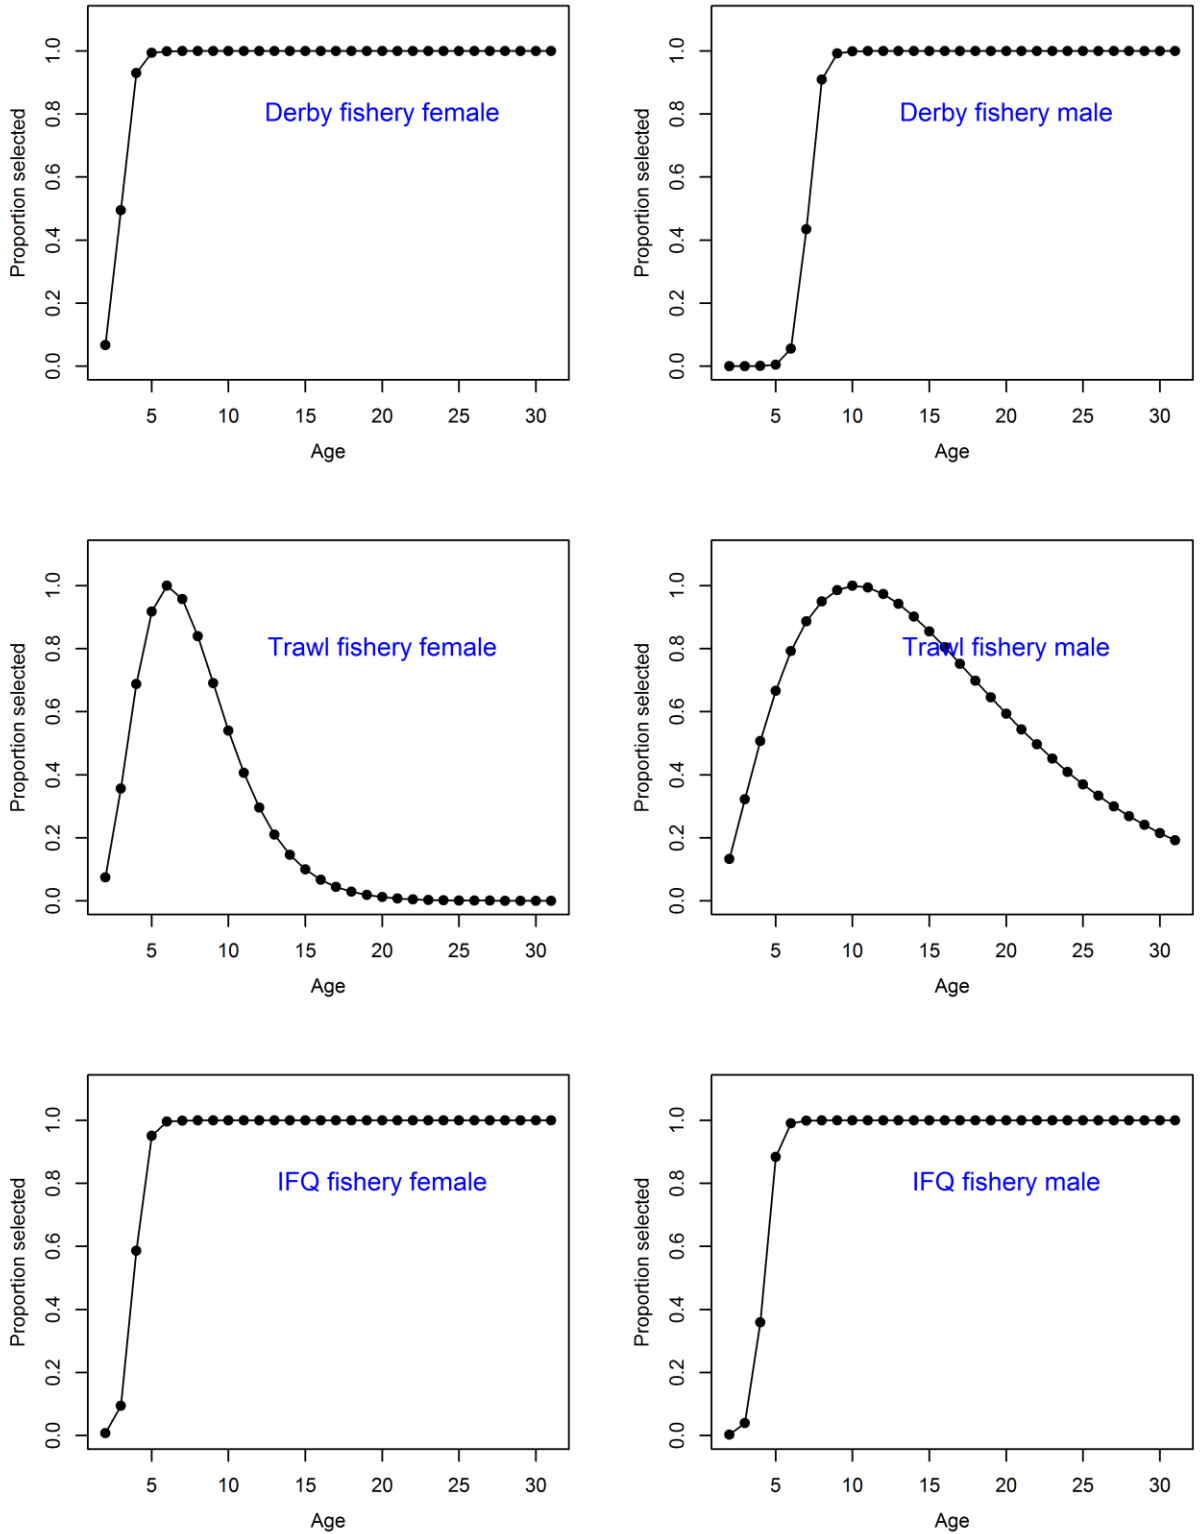 Proportion selected
1.0
0.8
0.6
0.4
0.2
0.0
Derby fishery female
5 10 15 20 25 30
Age
Proportion selected
1.0
0.8
0.6
0.4
0.2
0.0
Derby fishery male
5 10 15 20 25 30
Age
Proportion selected
1.0
0.8
0.6
0.4
0.2
0.0
Trawl fishery female
5 10 15 20 25 30
Age
Proportion selected
1.0
0.8
0.6
0.4
0.2
0.0
Trawl fishery male
5 10 15 20 25 30
Age
Proportion selected
1.0
0.8
0.6
0.4
0.2
0.0
IFQ fishery female
5 10 15 20 25 30
Age
Proportion selected
1.0
0.8
0.6
0.4
0.2
0.0
IFQ fishery male
5 10 15 20 25 30
Age